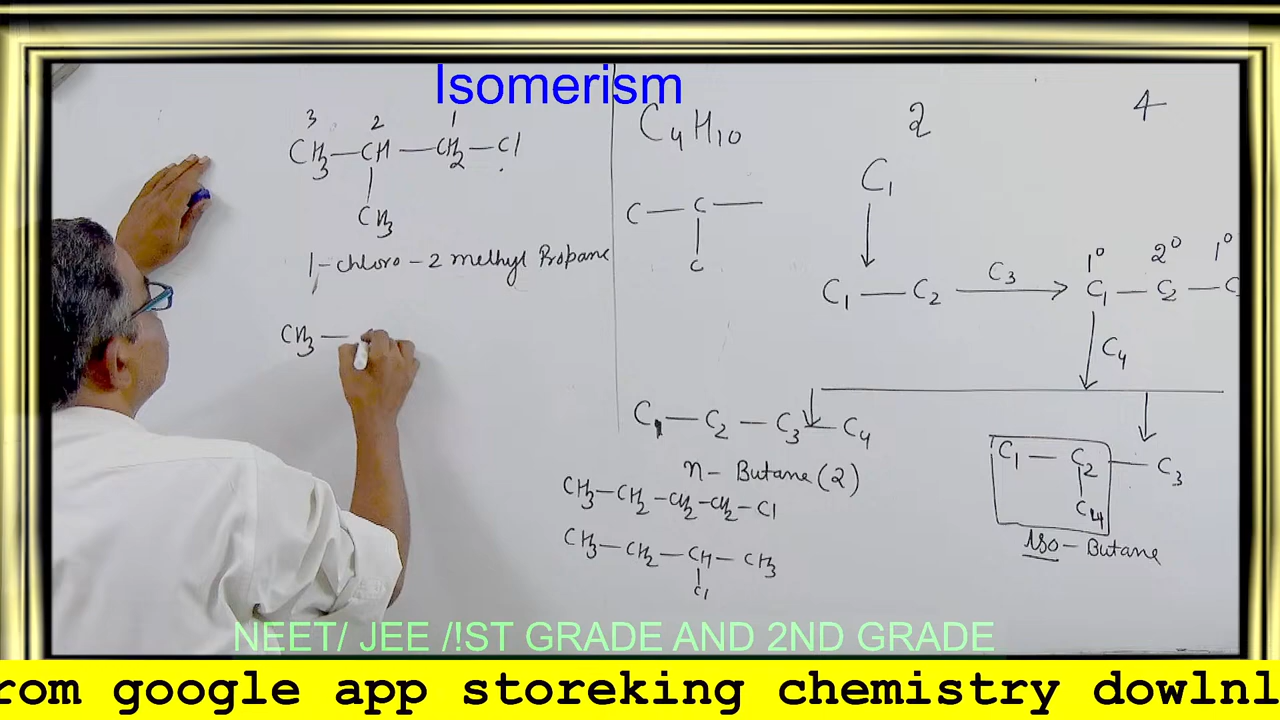 Isomerism
3 2 1
CH3—CH—CH2—Cl
|
CH3
1-chloro-2 methyl Propane
CH3—
C4H10 2 4
C—C—
|
C
C1
C1—C2 C3 C1—C2—C
1° 2° 1°
C4
C1—C2—C3—C4
n-Butane(2)
CH3—CH2-CH2-CH2-Cl
CH3—CH2—CH—CH3
|
Cl
C1—C2—C3
|
C4
iso-Butane
NEET/ JEE /!ST GRADE AND 2ND GRADE
rom google app storeking chemistry dowlnl